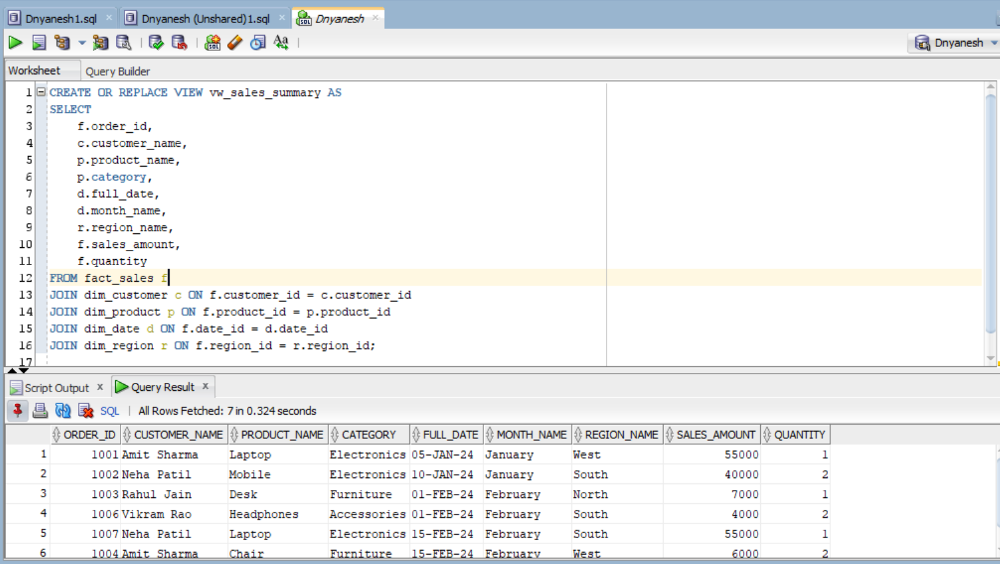 Dnyanesh1.sql × Dnyanesh (Unshared)1.sql × Dnyanesh ×
Dnyanesh
Worksheet Query Builder
1 CREATE OR REPLACE VIEW vw_sales_summary AS
2 SELECT
3 f.order_id,
4 c.customer_name,
5 p.product_name,
6 p.category,
7 d.full_date,
8 d.month_name,
9 r.region_name,
10 f.sales_amount,
11 f.quantity
12 FROM fact_sales f
13 JOIN dim_customer c ON f.customer_id = c.customer_id
14 JOIN dim_product p ON f.product_id = p.product_id
15 JOIN dim_date d ON f.date_id = d.date_id
16 JOIN dim_region r ON f.region_id = r.region_id;
17
Script Output × Query Result ×
SQL | All Rows Fetched: 7 in 0.324 seconds
ORDER_ID CUSTOMER_NAME PRODUCT_NAME CATEGORY FULL_DATE MONTH_NAME REGION_NAME SALES_AMOUNT QUANTITY
1 1001 Amit Sharma Laptop Electronics 05-JAN-24 January West 55000 1
2 1002 Neha Patil Mobile Electronics 10-JAN-24 January South 40000 2
3 1003 Rahul Jain Desk Furniture 01-FEB-24 February North 7000 1
4 1006 Vikram Rao Headphones Accessories 01-FEB-24 February South 4000 2
5 1007 Neha Patil Laptop Electronics 15-FEB-24 February South 55000 1
6 1004 Amit Sharma Chair Furniture 15-FEB-24 February West 6000 2